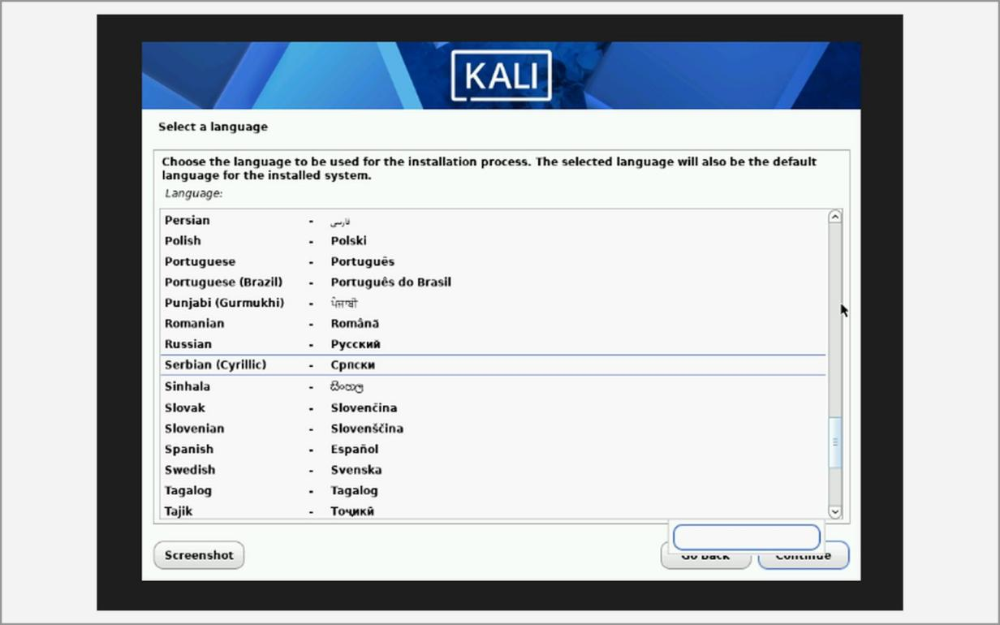 KALI
Select a language
Choose the language to be used for the installation process. The selected language will also be the default
language for the installed system.
Language:
Persian - فارسی
Polish - Polski
Portuguese - Português
Portuguese (Brazil) - Português do Brasil
Punjabi (Gurmukhi) - ਪੰਜਾਬੀ
Romanian - Română
Russian - Русский
Serbian (Cyrillic) - Српски
Sinhala - සිංහල
Slovak - Slovenčina
Slovenian - Slovenščina
Spanish - Español
Swedish - Svenska
Tagalog - Tagalog
Tajik - Тоҷикӣ
Screenshot Go Back Continue